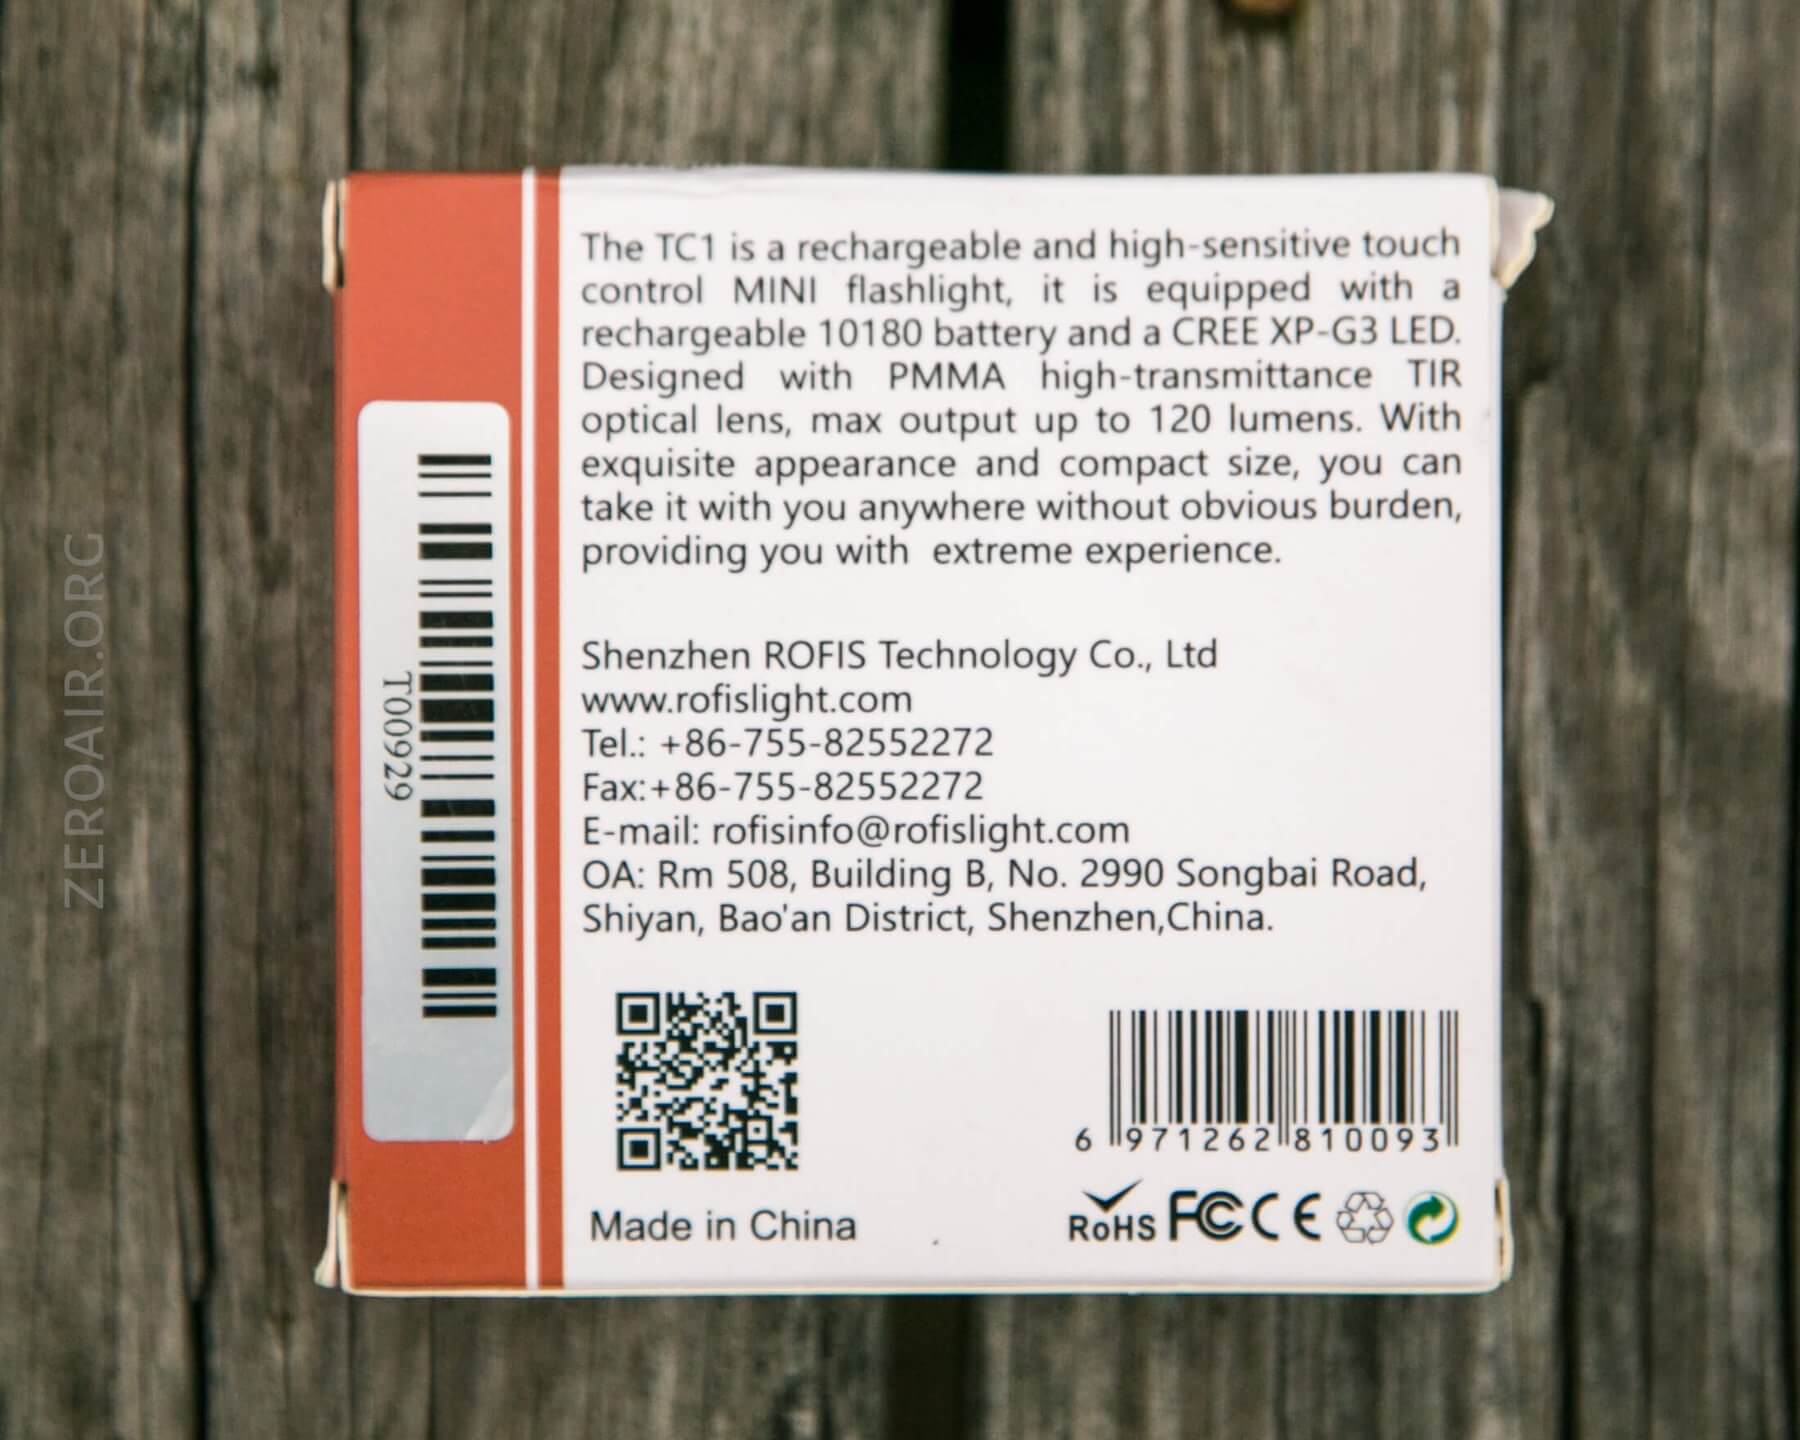 The TC1 is a rechargeable and high-sensitive touch
control MINI flashlight, it is equipped with a
rechargeable 10180 battery and a CREE XP-G3 LED.
Designed with PMMA high-transmittance TIR
optical lens, max output up to 120 lumens. With
exquisite appearance and compact size, you can
take it with you anywhere without obvious burden,
providing you with extreme experience.
Shenzhen ROFIS Technology Co., Ltd
www.rofislight.com
Tel.: +86-755-82552272
Fax:+86-755-82552272
E-mail: rofisinfo@rofislight.com
OA: Rm 508, Building B, No. 2990 Songbai Road,
Shiyan, Bao'an District, Shenzhen,China.
T00929
6 971262 810093
Made in China
RoHS FC CE
ZEROAIR.ORG